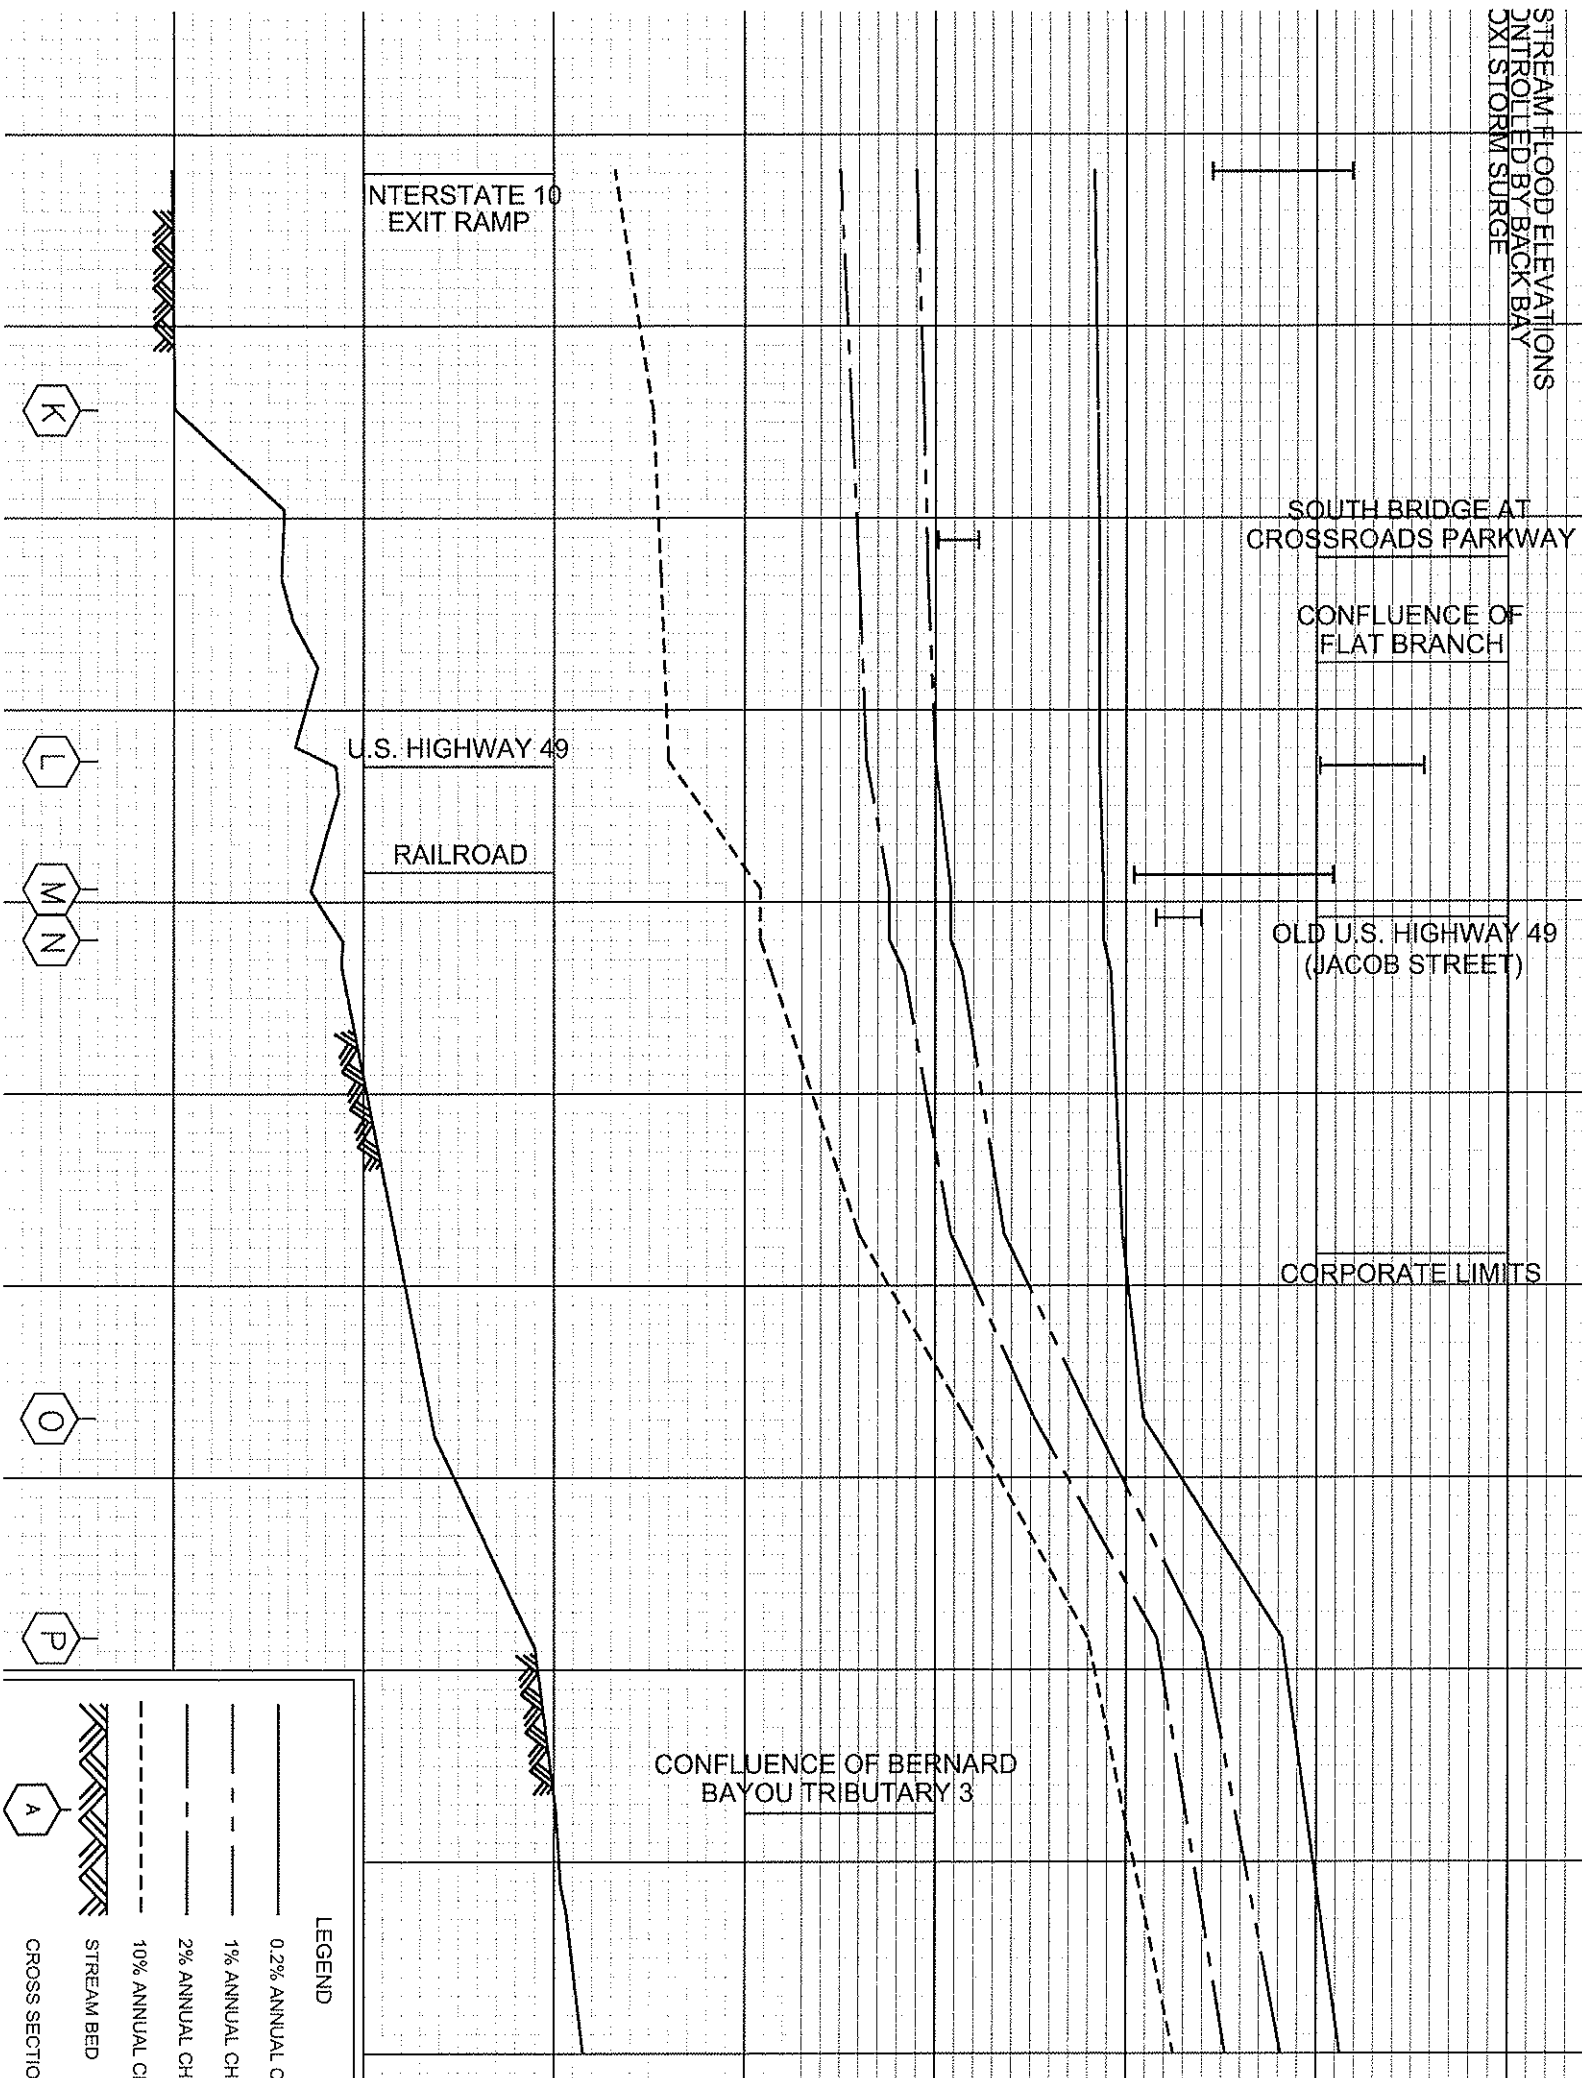 STREAM FLOOD ELEVATIONS
ONTROLLED BY BACK BAY
OXI STORM SURGE
NTERSTATE 10
EXIT RAMP
SOUTH BRIDGE AT
CROSSROADS PARKWAY
CONFLUENCE OF
FLAT BRANCH
U.S. HIGHWAY 49
RAILROAD
OLD U.S. HIGHWAY 49
(JACOB STREET)
CORPORATE LIMITS
CONFLUENCE OF BERNARD
BAYOU TRIBUTARY 3
K
L
M
N
O
P
LEGEND
0.2% ANNUAL C
1% ANNUAL CH
2% ANNUAL CH
10% ANNUAL C
STREAM BED
A
CROSS SECTIO